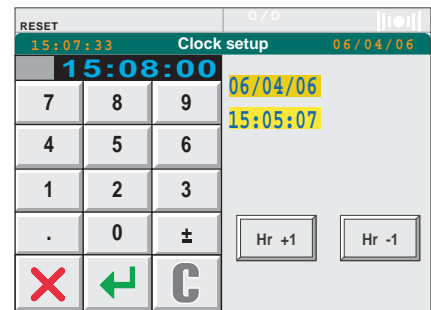 RESET 0/0
15:07:33 Clock setup 06/04/06
15:08:00
06/04/06
15:05:07
7 8 9
4 5 6
1 2 3
. 0 ±
Hr +1 Hr -1
C